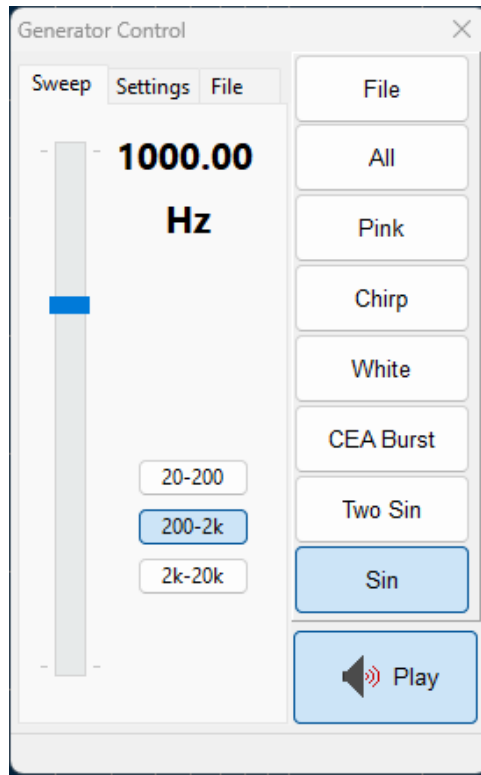 Generator Control
Sweep Settings File
1000.00
Hz
20-200
200-2k
2k-20k
File
All
Pink
Chirp
White
CEA Burst
Two Sin
Sin
Play